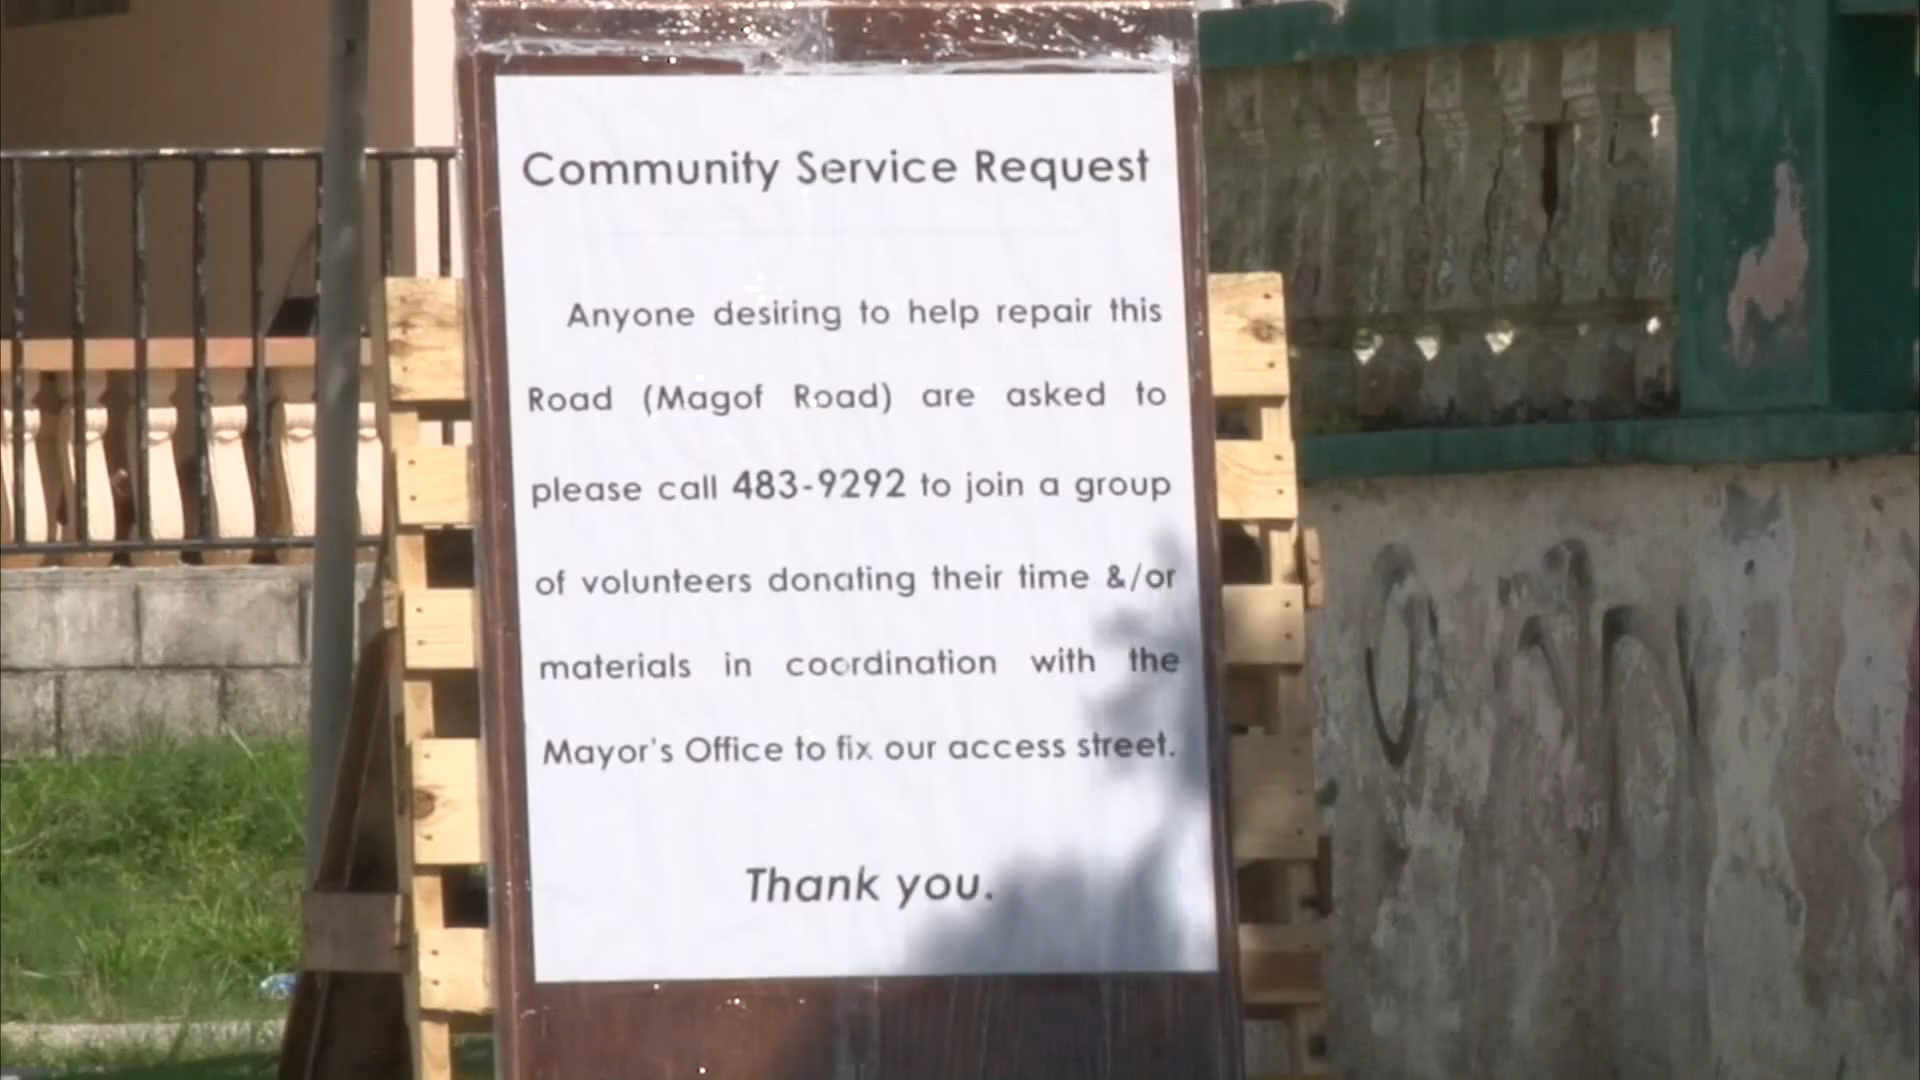 Community Service Request
Anyone desiring to help repair this
Road (Magof Road) are asked to
please call 483-9292 to join a group
of volunteers donating their time &/or
materials in coordination with the
Mayor's Office to fix our access street.
Thank you.